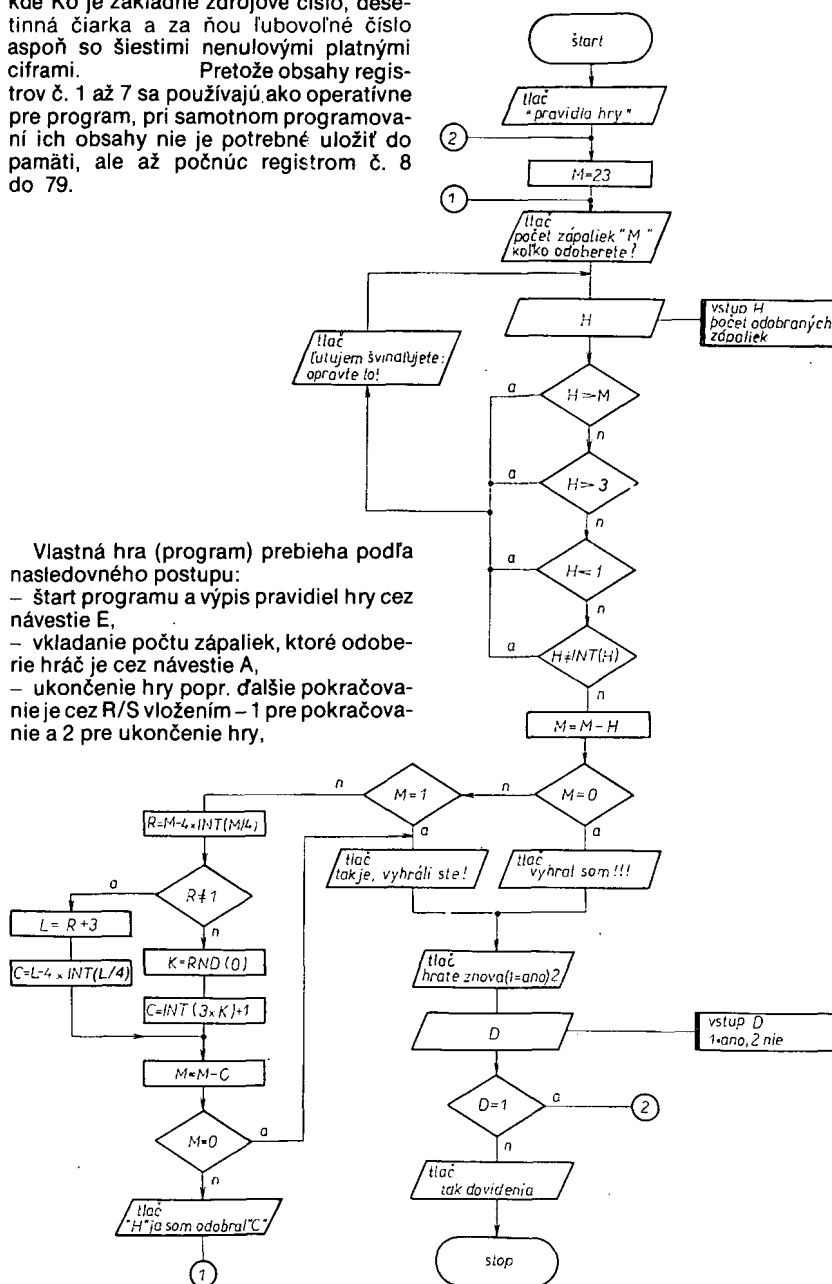 kde Ko je základné zdrojové číslo, dese-
tinná čiarka a za ňou ľubovoľné číslo
aspoň so šiestimi nenulovými platnými
ciframi. Pretože obsahy regis-
trov č. 1 až 7 sa používajú ako operatívne
pre program, pri samotnom programova-
ní ich obsahy nie je potrebné uložiť do
pamäti, ale až počnúc registrom č. 8
do 79.
štart
tlač
"pravidla hry"
2
M=23
1
tlač
počet zápaliek "M"
koľko odoberete?
H
vstup H
počet odobraných
zápaliek
tlač
ľutujem švindľujete:
opravte to!
a
H>M
n
a
H>3
n
a
H<1
n
a
H≠INT(H)
n
M=M-H
Vlastná hra (program) prebieha podľa
nasledovného postupu:
– štart programu a výpis pravidiel hry cez
návestie E,
– vkladanie počtu zápaliek, ktoré odobe-
rie hráč je cez návestie A,
– ukončenie hry popr. ďalšie pokračova-
nie je cez R/S vložením – 1 pre pokračova-
nie a 2 pre ukončenie hry,
n
M=1
n
M=0
a
a
R=M-4×INT(M/4)
tlač
tak je, vyhráli ste!
tlač
vyhral som!!!
a
R≠1
n
L=R+3
K=RND(0)
C=L-4×INT(L/4)
C=INT(3×K)+1
tlač
hrate znova(1=ano)2
M=M-C
D
vstup D
1=ano, 2 nie
M=0
a
D=1
a
2
n
n
tlač
"H" ja som odobral "C"
tlač
tak dovidenia
1
stop